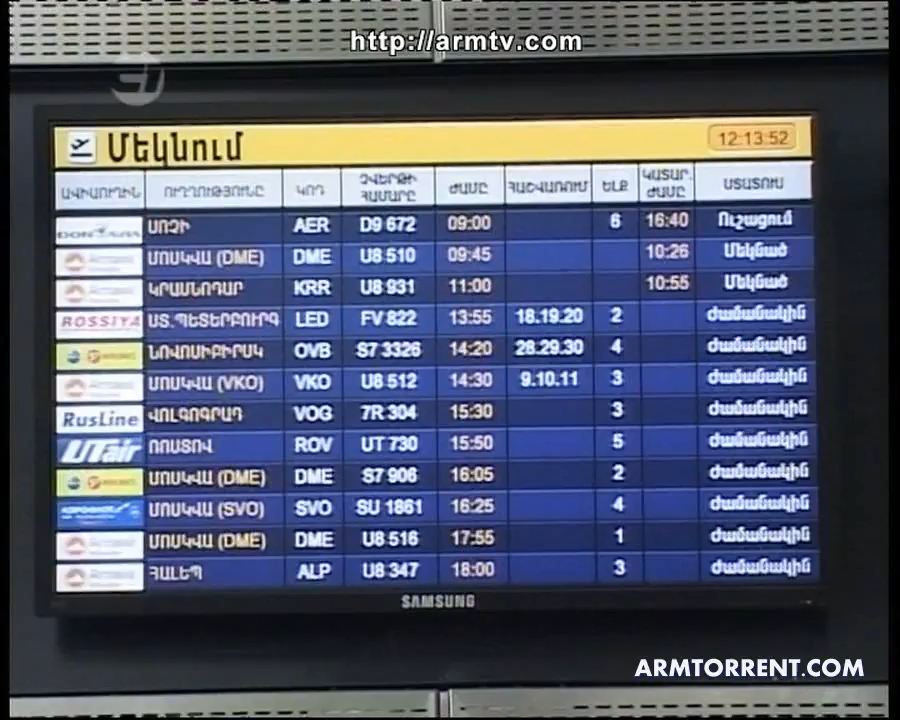 http://armtv.com
Մեկնում 12:13:52
ԱՎԻԱՈՒՂԻՆ ՈՒՂՂՈՒԹՅՈՒՆԸ ԿՈԴ ՉՎԵՐԹԻ ՀԱՄԱՐԸ ԺԱՄԸ ՀԱՇՎԱՌՈՒՄ ԵԼՔ ԿԱՏԱՐ. ԺԱՄԸ ՍՏԱՏՈՒՍ
ՍՈՉԻ AER D9 672 09:00 6 16:40 Ուշացում
ՄՈՍԿՎԱ (DME) DME U8 510 09:45 10:26 Մեկնած
ԿՐԱՍՆՈԴԱՐ KRR U8 931 11:00 10:55 Մեկնած
ROSSIYA ՍՏ.ՊԵՏԵՐԲՈՒՐԳ LED FV 822 13:55 18.19.20 2 Ժամանակին
ՆՈՎՈՍԻԲԻՐՍԿ OVB S7 3326 14:20 28.29.30 4 Ժամանակին
ՄՈՍԿՎԱ (VKO) VKO U8 512 14:30 9.10.11 3 Ժամանակին
RusLine ՎՈԼԳՈԳՐԱԴ VOG 7R 304 15:30 3 Ժամանակին
UTair ՌՈՍՏՈՎ ROV UT 730 15:50 5 Ժամանակին
ՄՈՍԿՎԱ (DME) DME S7 906 16:05 2 Ժամանակին
ՄՈՍԿՎԱ (SVO) SVO SU 1861 16:25 4 Ժամանակին
ՄՈՍԿՎԱ (DME) DME U8 516 17:55 1 Ժամանակին
ՀԱԼԵՊ ALP U8 347 18:00 3 Ժամանակին
SAMSUNG
ARMTORRENT.COM